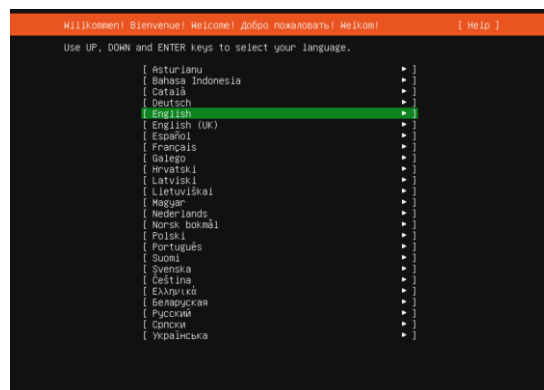 Willkommen! Bienvenue! Welcome! Добро пожаловать! Welkom! [ Help ]
Use UP, DOWN and ENTER keys to select your language.
[ Asturianu ► ]
[ Bahasa Indonesia ► ]
[ Català ► ]
[ Deutsch ► ]
[ English ► ]
[ English (UK) ► ]
[ Español ► ]
[ Français ► ]
[ Galego ► ]
[ Hrvatski ► ]
[ Latviski ► ]
[ Lietuviškai ► ]
[ Magyar ► ]
[ Nederlands ► ]
[ Norsk bokmål ► ]
[ Polski ► ]
[ Português ► ]
[ Suomi ► ]
[ Svenska ► ]
[ Čeština ► ]
[ Ελληνικά ► ]
[ Беларуская ► ]
[ Русский ► ]
[ Српски ► ]
[ Українська ► ]